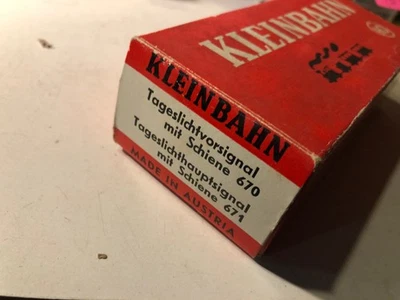 KLEINBAHN
KLEINBAHN
Tageslichtvorsignal
mit Schiene 670
Tageslichthauptsignal
mit Schiene 671
MADE IN AUSTRIA